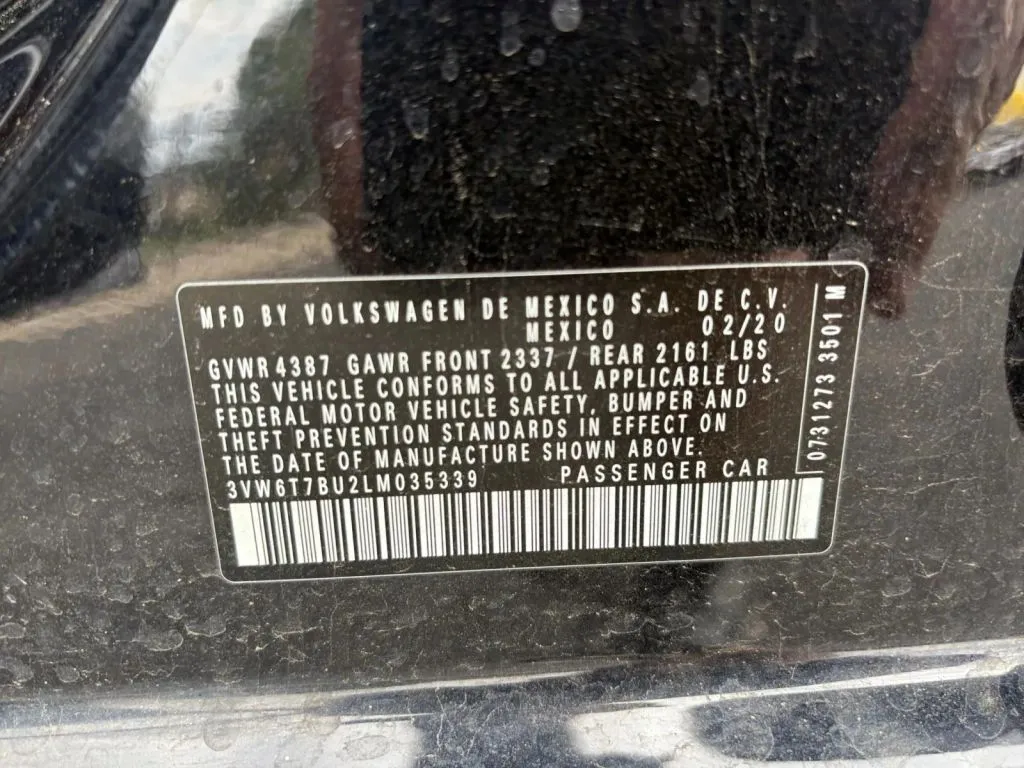 MFD BY VOLKSWAGEN DE MEXICO S.A. DE C.V.
MEXICO 02/20
GVWR 4387 GAWR FRONT 2337 / REAR 2161 LBS
THIS VEHICLE CONFORMS TO ALL APPLICABLE U.S.
FEDERAL MOTOR VEHICLE SAFETY, BUMPER AND
THEFT PREVENTION STANDARDS IN EFFECT ON
THE DATE OF MANUFACTURE SHOWN ABOVE.
3VW6T7BU2LM035339 PASSENGER CAR
0731273 3501 M